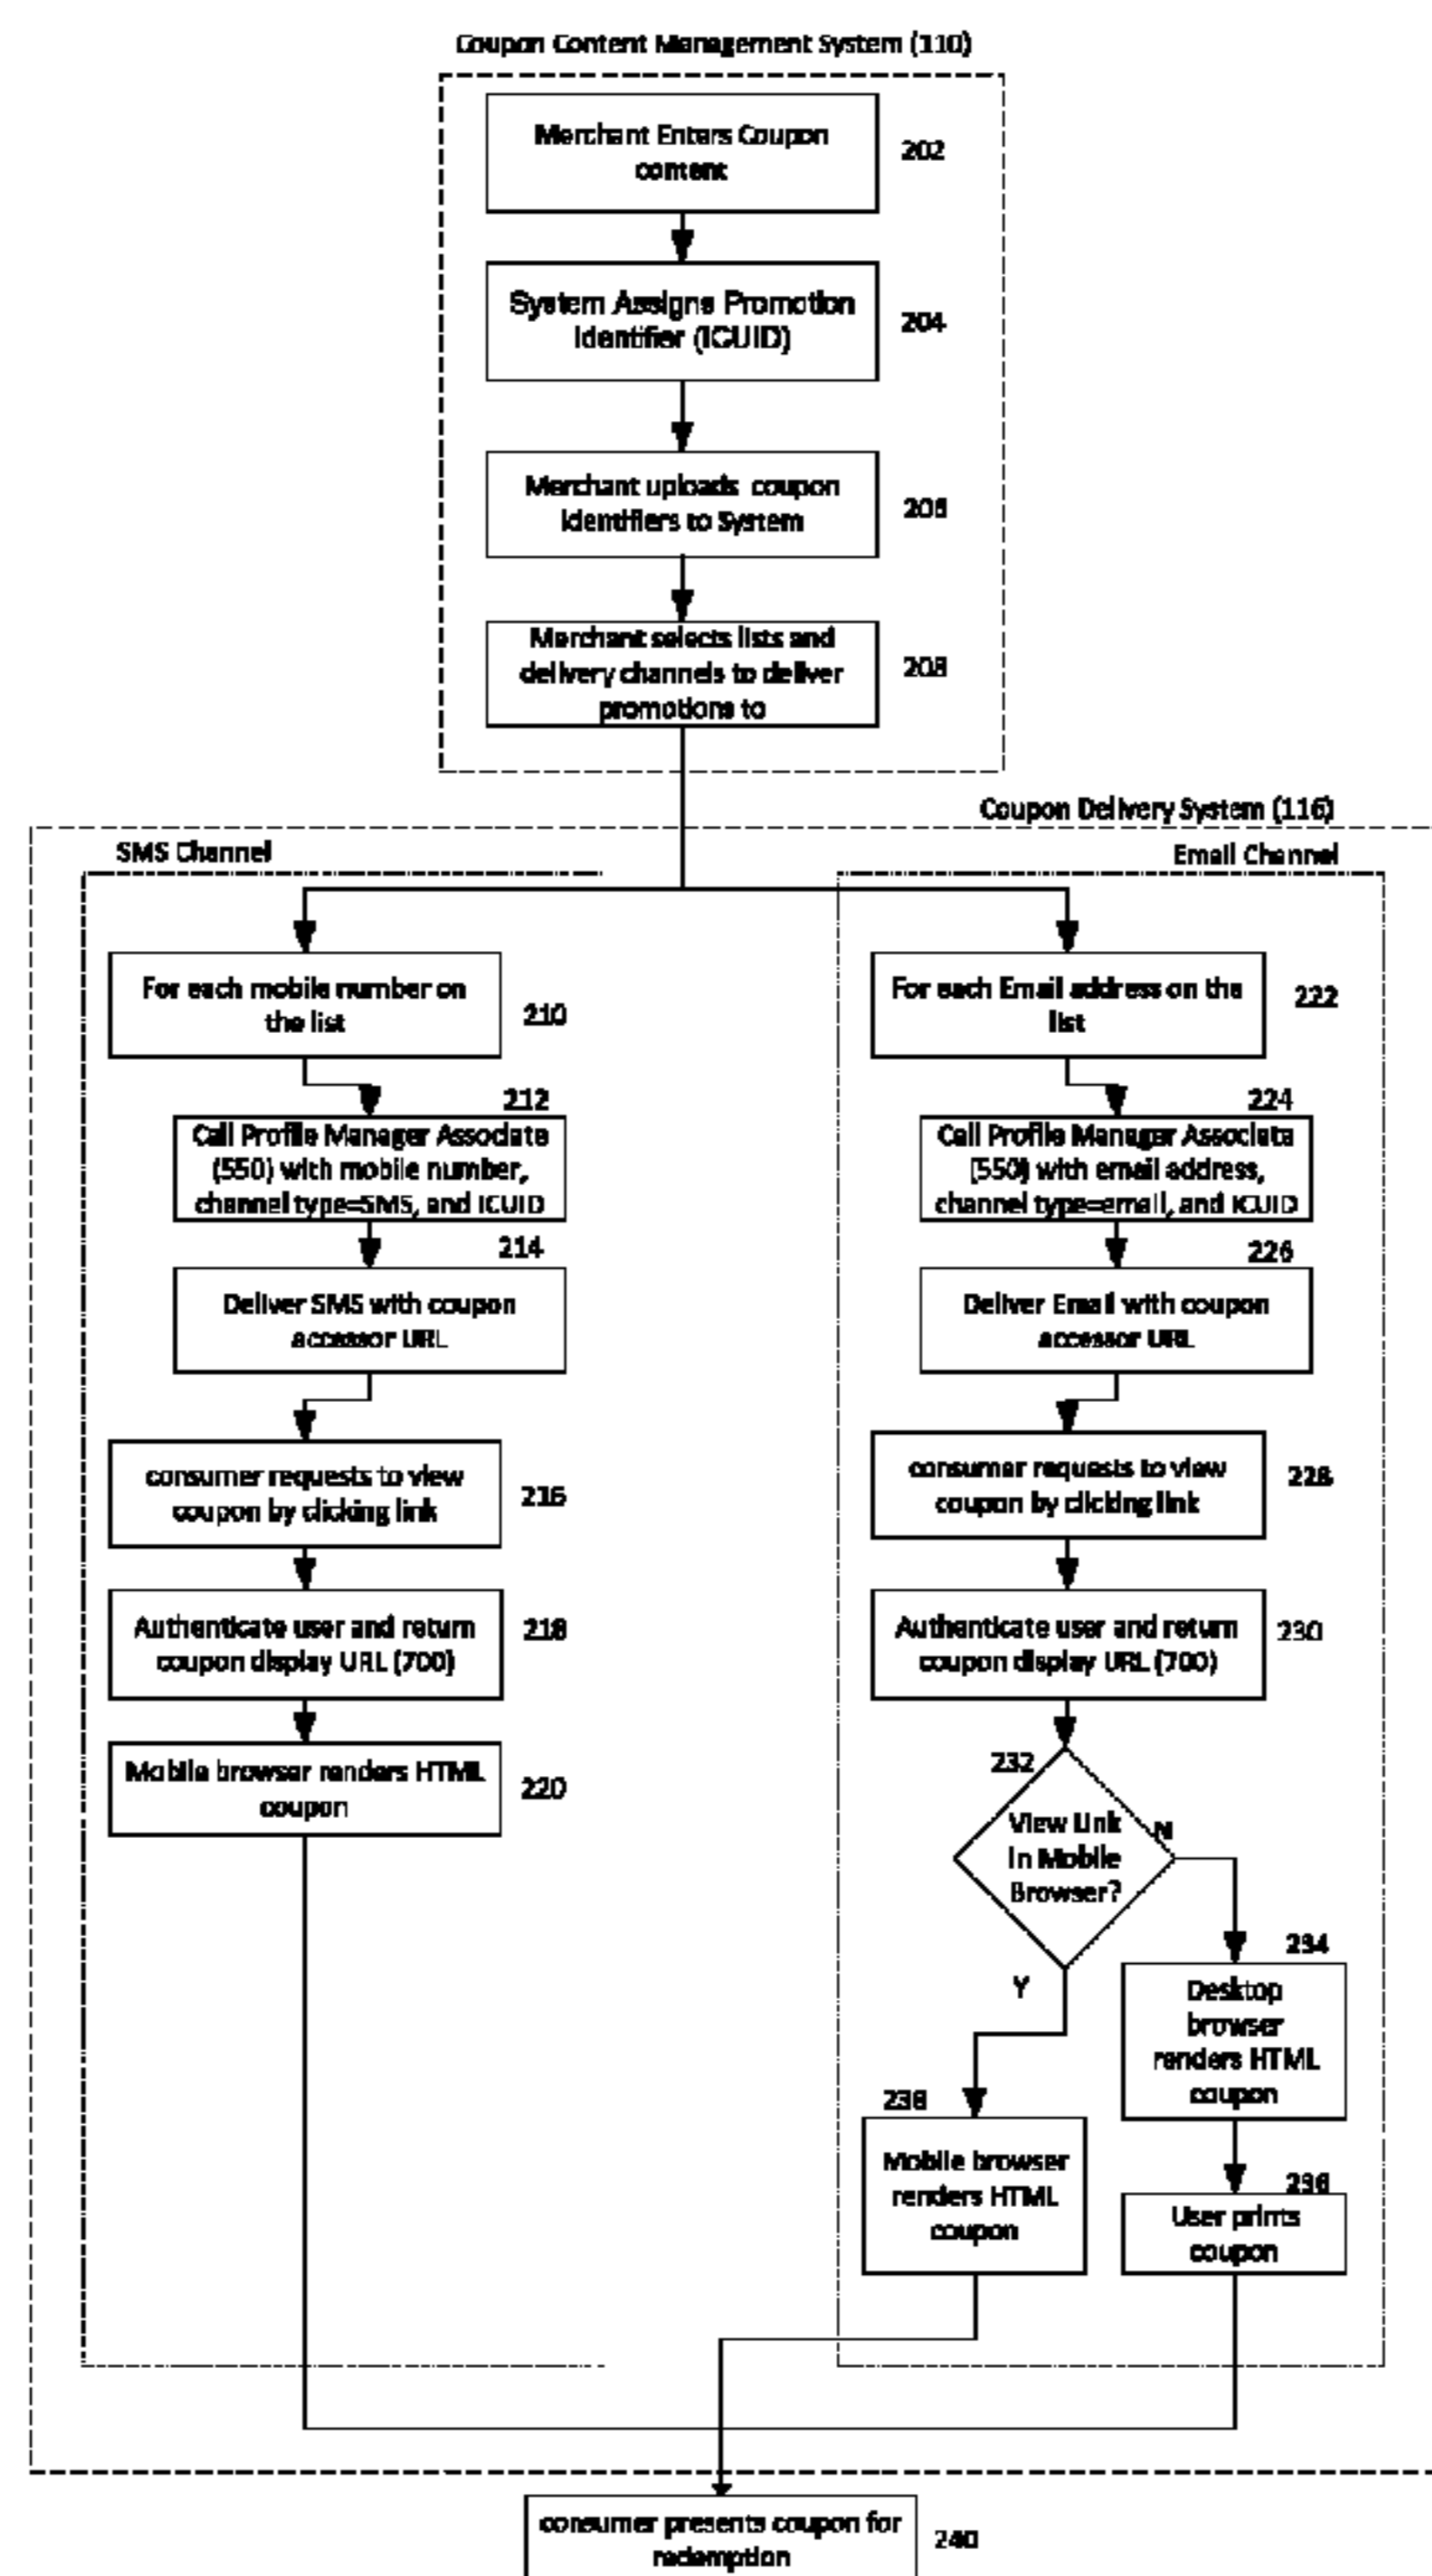 Coupon Content Management System (110)
Merchant Enters Coupon
content
202
System Assigns Promotion
Identifier (ICUID)
204
Merchant uploads coupon
identifiers to System
206
Merchant selects lists and
delivery channels to deliver
promotions to
208
Coupon Delivery System (116)
SMS Channel
For each mobile number on
the list
210
212
Call Profile Manager Associate
(550) with mobile number,
channel type=SMS, and ICUID
214
Deliver SMS with coupon
accessor URL
consumer requests to view
coupon by clicking link
216
Authenticate user and return
coupon display URL (700)
218
Mobile browser renders HTML
coupon
220
Email Channel
For each Email address on the
list
222
224
Call Profile Manager Associate
(550) with email address,
channel type=email, and ICUID
226
Deliver Email with coupon
accessor URL
consumer requests to view
coupon by clicking link
228
Authenticate user and return
coupon display URL (700)
230
232
View Link
in Mobile
Browser?
N
Y
234
Desktop
browser
renders HTML
coupon
236
User prints
coupon
238
Mobile browser
renders HTML
coupon
consumer presents coupon for
redemption
240